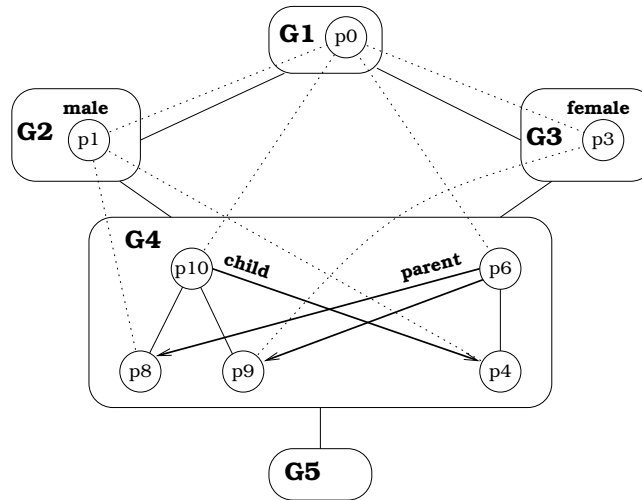 G1 p0
male
G2 p1
female
G3 p3
G4
p10 child parent p6
p8 p9 p4
G5